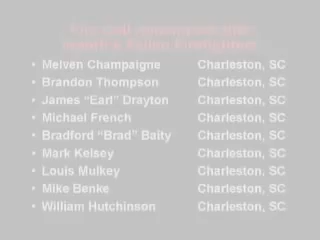 • Melven Champagne Charleston, SC
• Brandon Thompson Charleston, SC
• James “Earl” Drayton Charleston, SC
• Michael French Charleston, SC
• Bradford “Brad” Baity Charleston, SC
• Mark Kelsey Charleston, SC
• Louis Mulkey Charleston, SC
• Mike Benke Charleston, SC
• William Hutchinson Charleston, SC